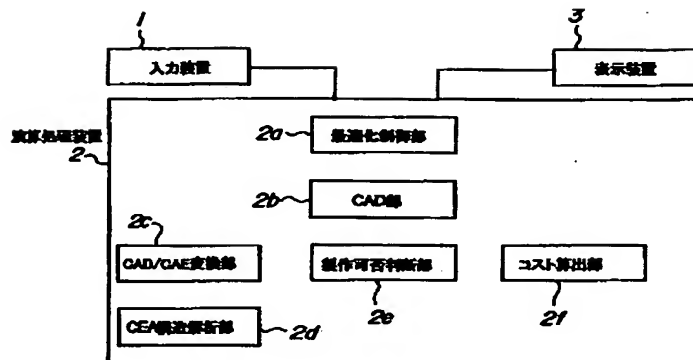 1
3
入力装置
表示装置
演算処理装置
2
2a
最適化制御部
2b
CAD部
2c
CAD/CAE変換部
製作可否判断部
コスト算出部
2e
2f
CEA構造解析部
2d